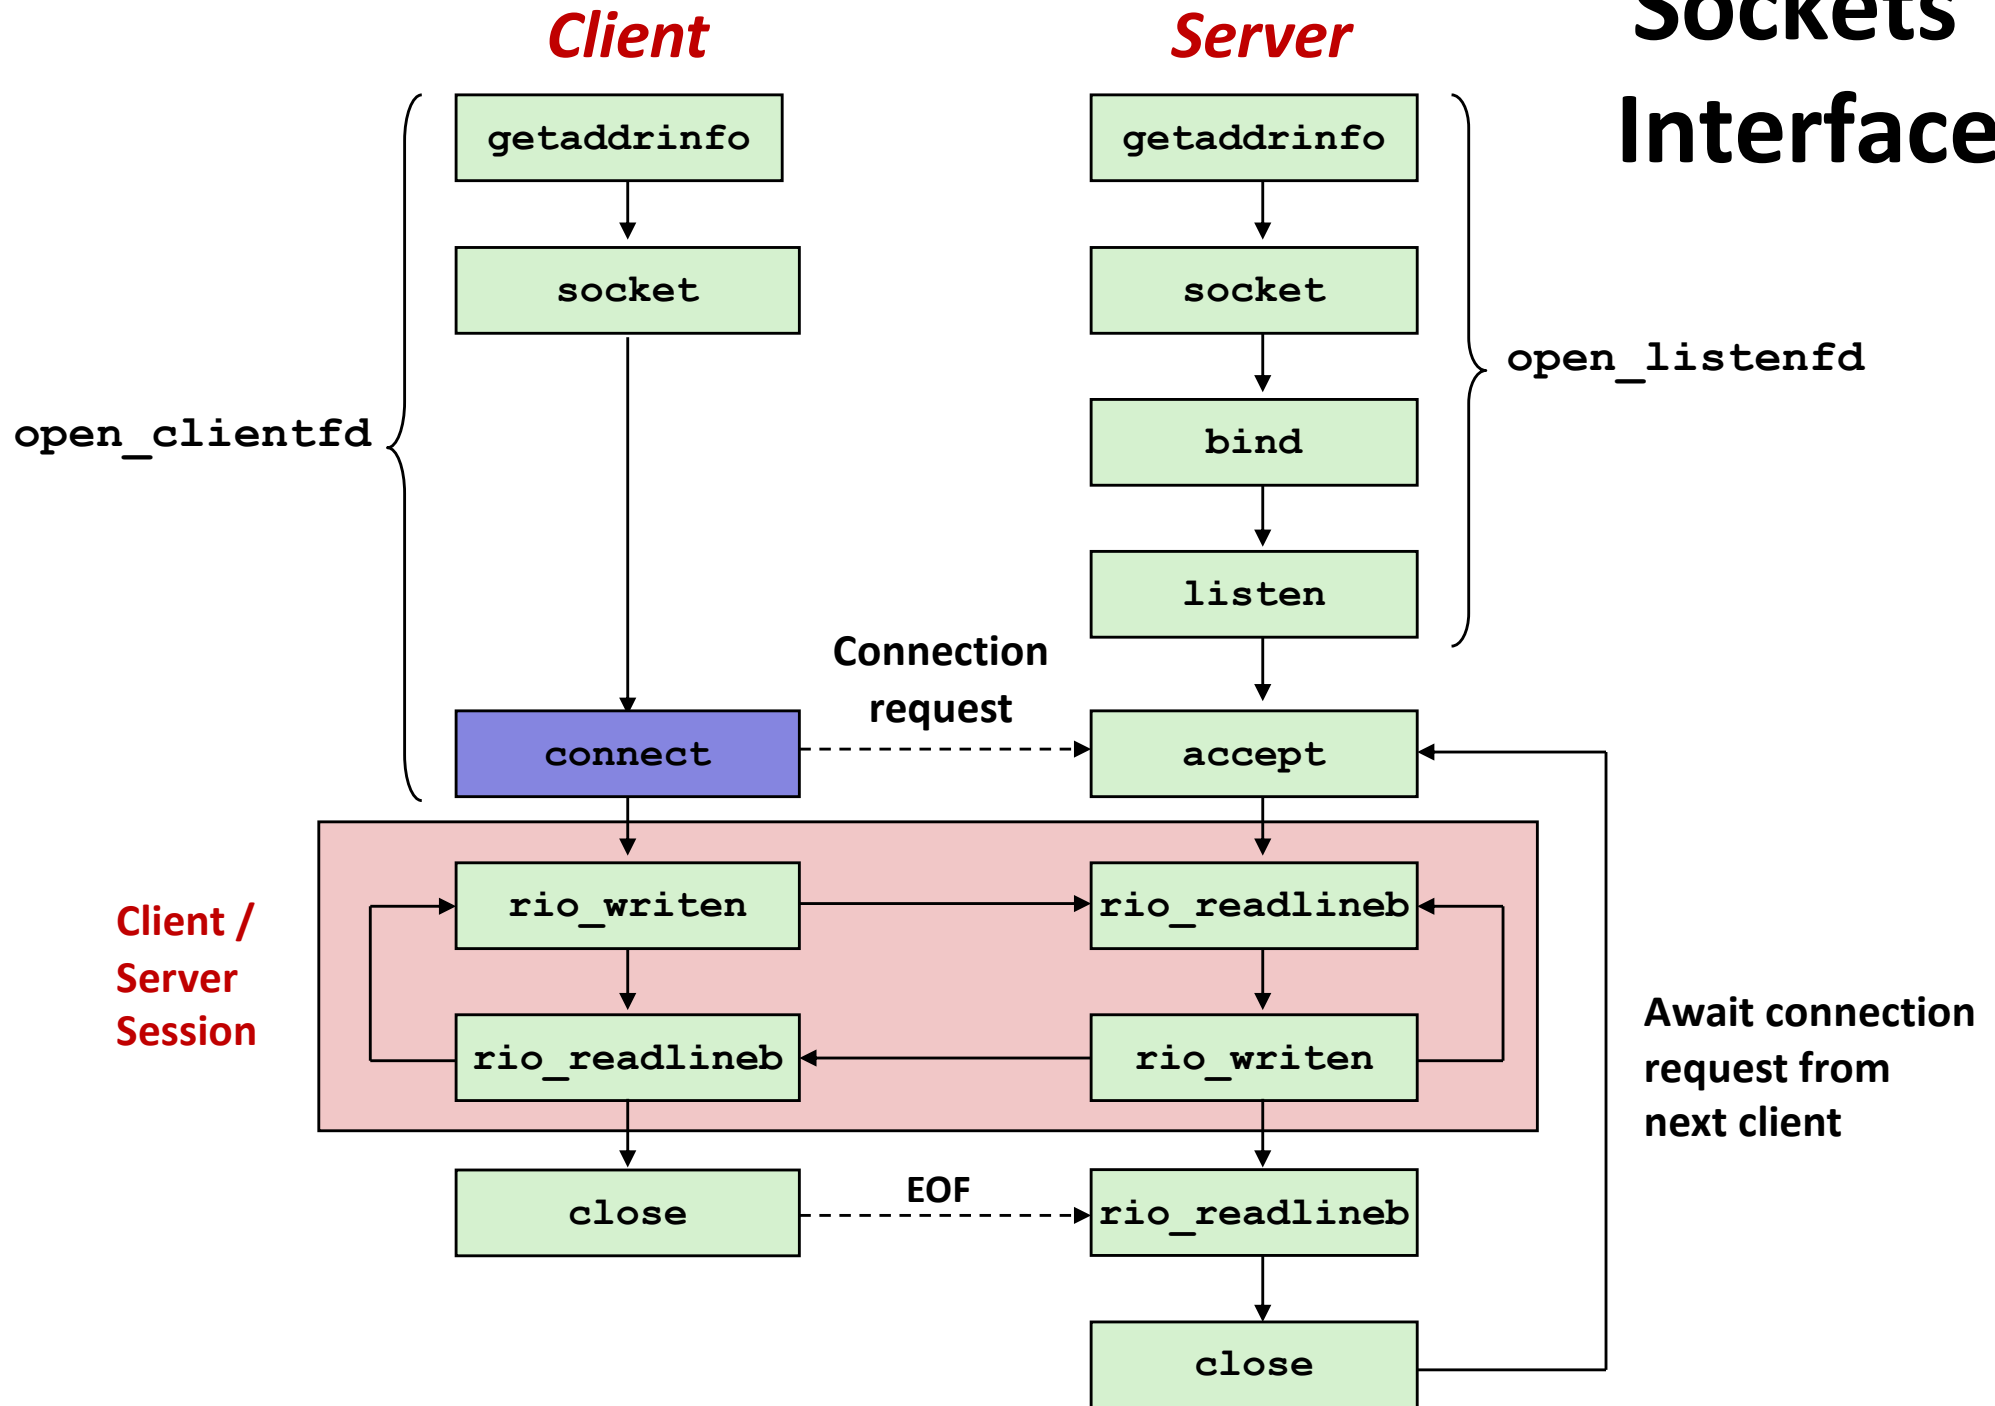 Client
Server
Sockets
Interface
getaddrinfo
getaddrinfo
socket
socket
open_listenfd
open_clientfd
bind
listen
Connection
request
connect
accept
Client /
Server
Session
rio_writen
rio_readlineb
rio_readlineb
rio_writen
Await connection
request from
next client
close
EOF
rio_readlineb
close